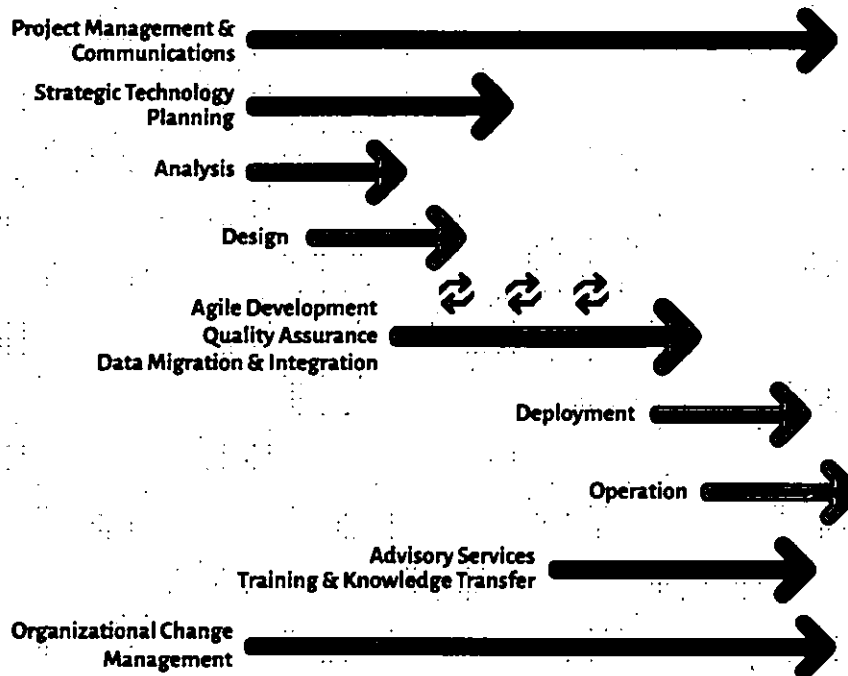 Project Management &
Communications
Strategic Technology
Planning
Analysis
Design
Agile Development
Quality Assurance
Data Migration & Integration
Deployment
Operation
Advisory Services
Training & Knowledge Transfer
Organizational Change
Management